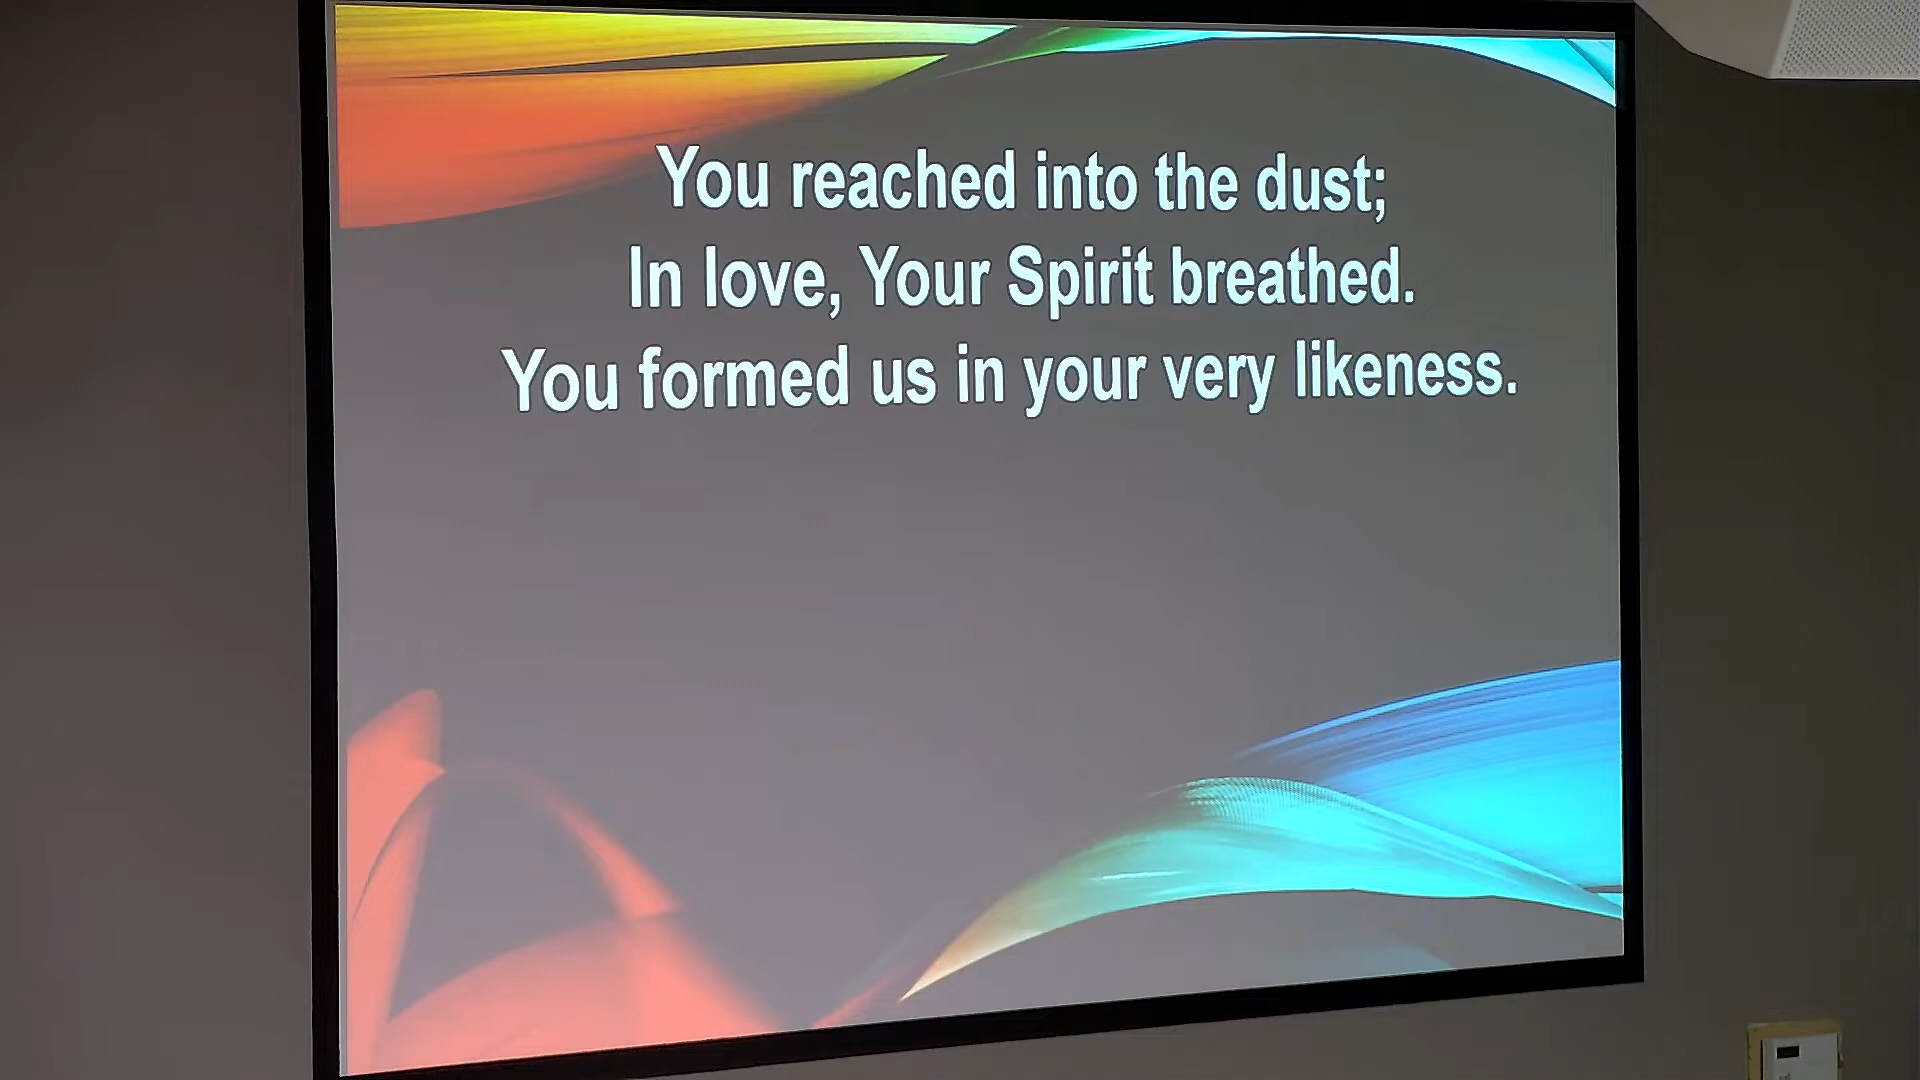 You reached into the dust;
In love, Your Spirit breathed.
You formed us in your very likeness.